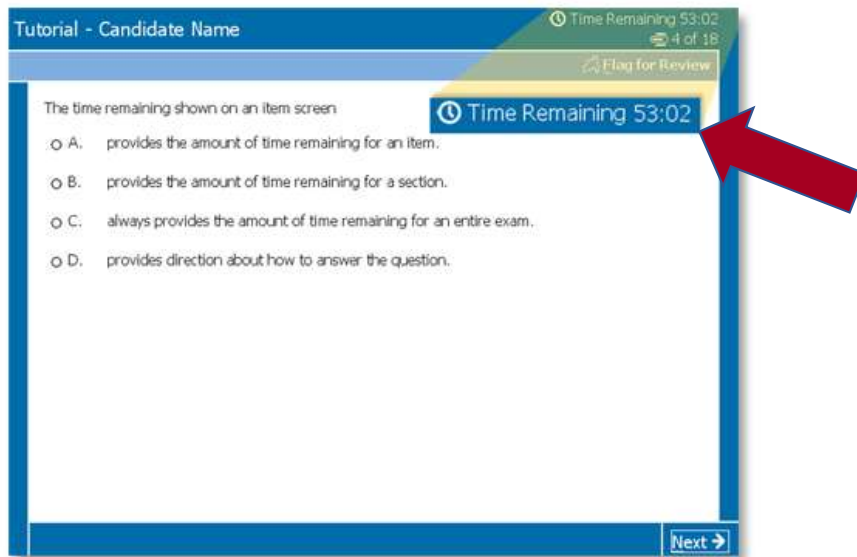 Tutorial - Candidate Name
Time Remaining 53:02
4 of 18
Flag for Review
The time remaining shown on an item screen
Time Remaining 53:02
A. provides the amount of time remaining for an item.
B. provides the amount of time remaining for a section.
C. always provides the amount of time remaining for an entire exam.
D. provides direction about how to answer the question.
Next